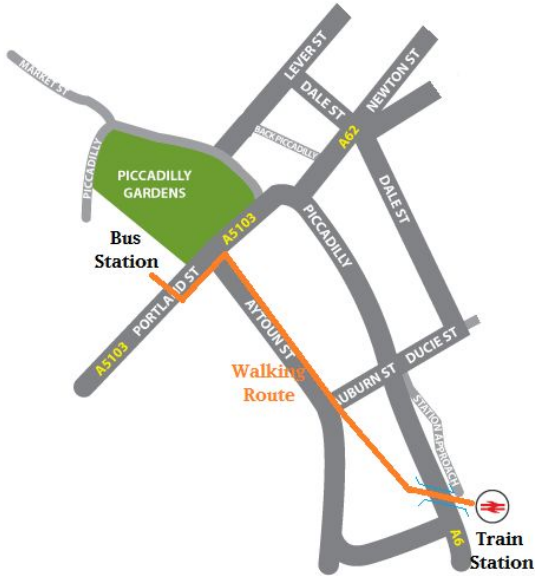 LEVER ST
MARKET ST
DALE ST
NEWTON ST
A62
BACK PICCADILLY
PICCADILLY
PICCADILLY
GARDENS
DALE ST
PICCADILLY
A5103
Bus
Station
PORTLAND ST
AYTOUN ST
A5103
DUCIE ST
Walking
Route
AUBURN ST
STATION APPROACH
A6
Train
Station